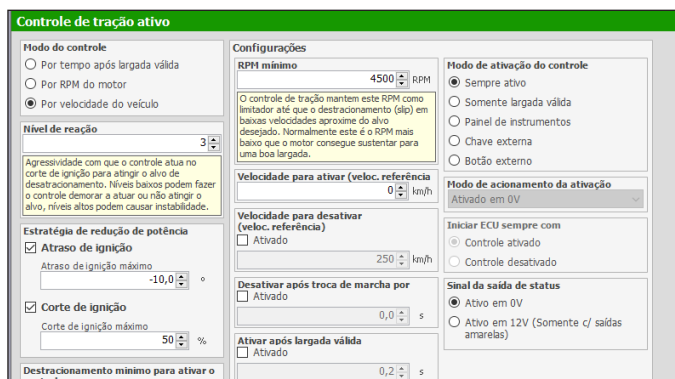 Controle de tração ativo
Modo do controle
Por tempo após largada válida
Por RPM do motor
Por velocidade do veículo
Nível de reação
3
Agressividade com que o controle atua no
corte de ignição para atingir o alvo de
desatracionamento. Níveis baixos podem fazer
o controle demorar a atuar ou não atingir o
alvo, níveis altos podem causar instabilidade.
Estratégia de redução de potência
Atraso de ignição
Atraso de ignição máximo
-10,0 °
Corte de ignição
Corte de ignição máximo
50 %
Destracionamento minimo para ativar o
Configurações
RPM mínimo
4500 RPM
O controle de tração mantem este RPM como
limitador até que o destracionamento (slip) em
baixas velocidades aproxime do alvo
desejado. Normalmente este é o RPM mais
baixo que o motor consegue sustentar para
uma boa largada.
Velocidade para ativar (veloc. referência
0 km/h
Velocidade para desativar
(veloc. referência)
Ativado
250 km/h
Desativar após troca de marcha por
Ativado
0,0 s
Ativar após largada válida
Ativado
0,2 s
Modo de ativação do controle
Sempre ativo
Somente largada válida
Painel de instrumentos
Chave externa
Botão externo
Modo de acionamento da ativação
Ativado em 0V
Iniciar ECU sempre com
Controle ativado
Controle desativado
Sinal da saída de status
Ativo em 0V
Ativo em 12V (Somente c/ saídas
amarelas)